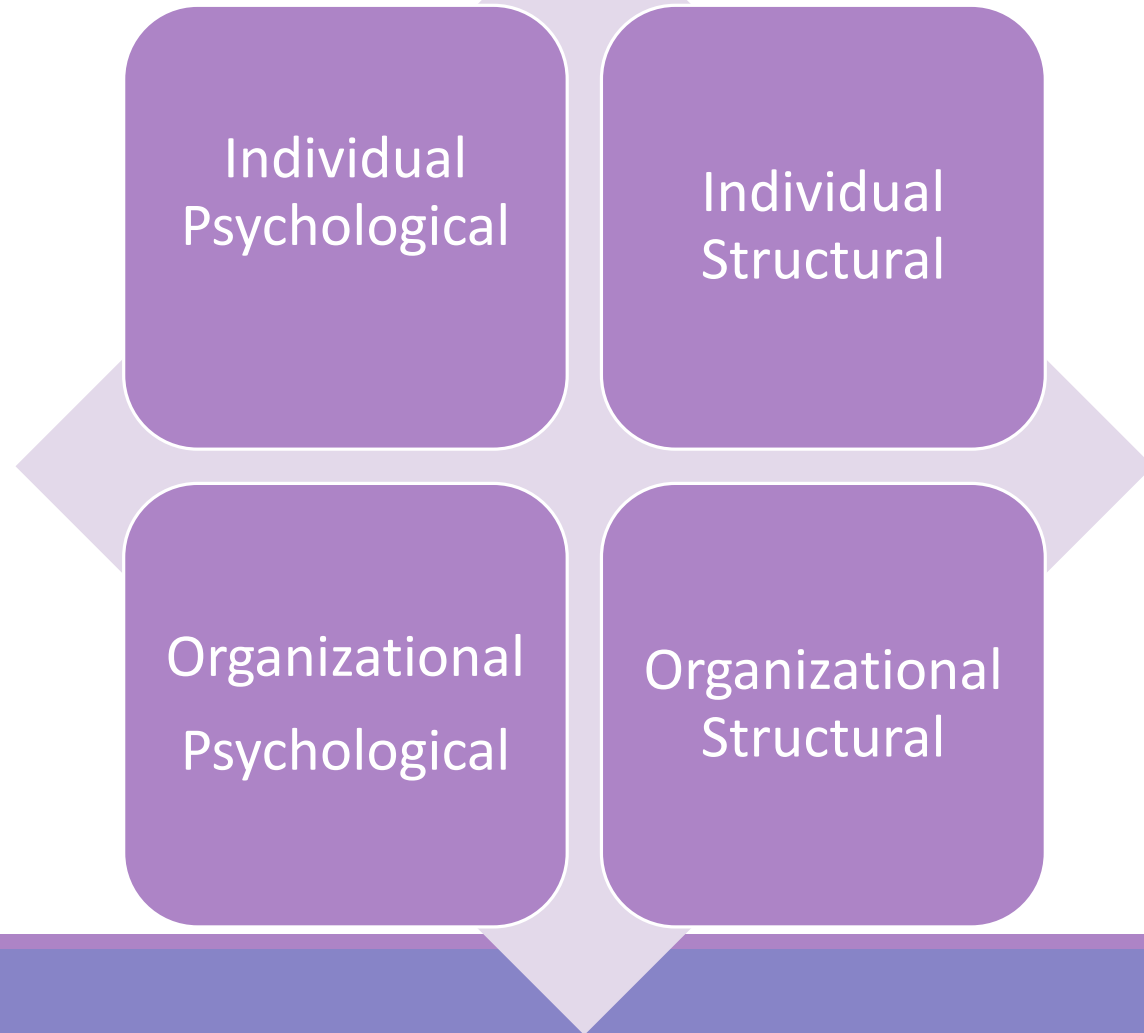 Individual
Psychological
Individual
Structural
Organizational
Psychological
Organizational
Structural